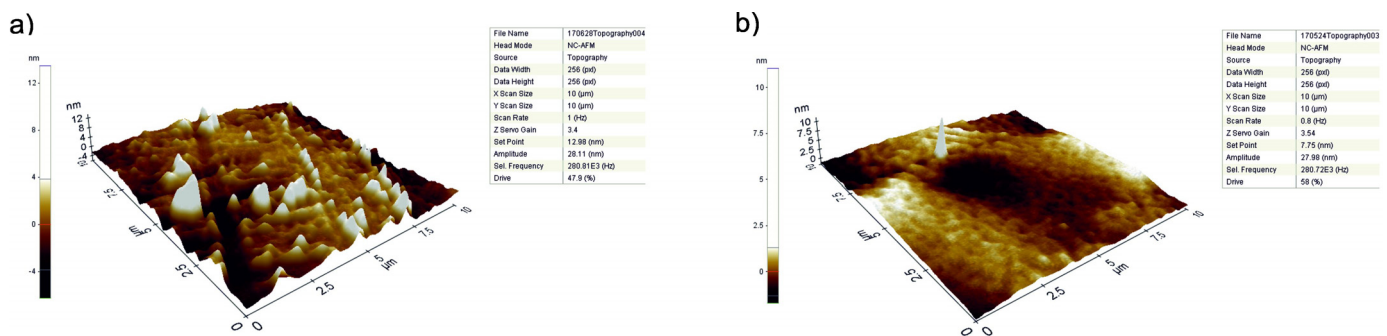 a)
nm
12
8
4
0
-4
nm
12
8
4
0
-4
10
7.5
5
μm
2.5
0
0
2.5
5
μm
7.5
10
File Name 170628Topography004
Head Mode NC-AFM
Source Topography
Data Width 256 (pxl)
Data Height 256 (pxl)
X Scan Size 10 (μm)
Y Scan Size 10 (μm)
Scan Rate 1 (Hz)
Z Servo Gain 3.4
Set Point 12.98 (nm)
Amplitude 28.11 (nm)
Sel. Frequency 280.81E3 (Hz)
Drive 47.9 (%)
b)
nm
10
7.5
5
2.5
0
nm
10
7.5
5
2.5
0
10
7.5
5
μm
2.5
0
0
2.5
5
μm
7.5
10
File Name 170524Topography003
Head Mode NC-AFM
Source Topography
Data Width 256 (pxl)
Data Height 256 (pxl)
X Scan Size 10 (μm)
Y Scan Size 10 (μm)
Scan Rate 0.8 (Hz)
Z Servo Gain 3.54
Set Point 7.75 (nm)
Amplitude 27.98 (nm)
Sel. Frequency 280.72E3 (Hz)
Drive 58 (%)